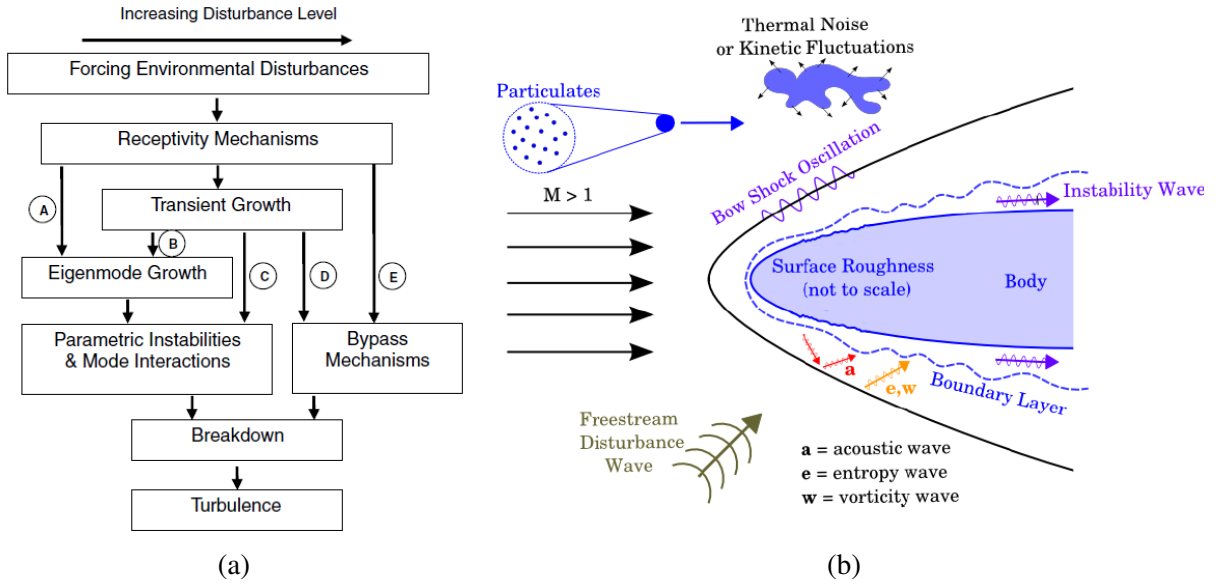 Increasing Disturbance Level
Forcing Environmental Disturbances
Receptivity Mechanisms
A
Transient Growth
B
Eigenmode Growth
C
D
E
Parametric Instabilities
& Mode Interactions
Bypass
Mechanisms
Breakdown
Turbulence
(a)
Thermal Noise
or Kinetic Fluctuations
Particulates
Bow Shock Oscillation
M > 1
Instability Wave
Surface Roughness
(not to scale)
Body
a
e,w
Boundary Layer
Freestream
Disturbance
Wave
a = acoustic wave
e = entropy wave
w = vorticity wave
(b)